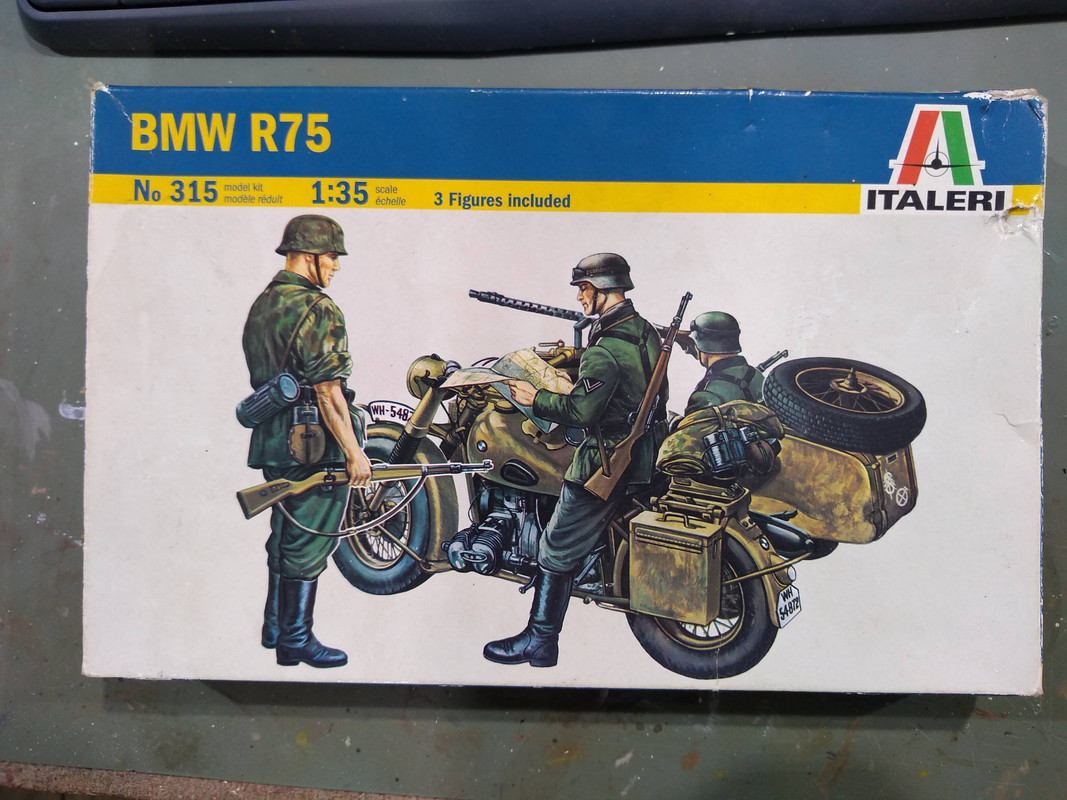 BMW R75
No 315 model kit modèle réduit 1:35 scale échelle 3 Figures included
ITALERI
WH-548
WH
54872